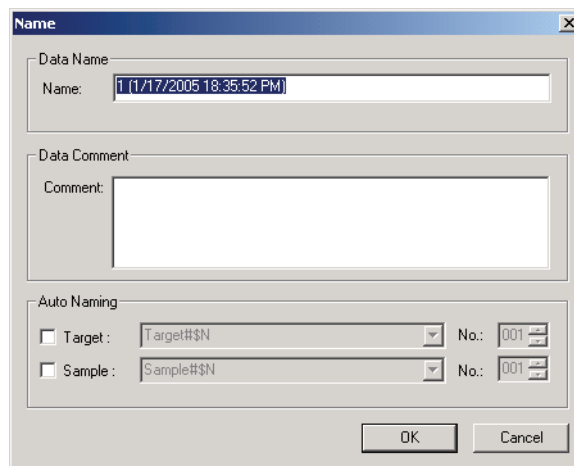 Name
Data Name
Name: 1 (1/17/2005 18:35:52 PM)
Data Comment
Comment:
Auto Naming
Target : Target#$N No.: 001
Sample : Sample#$N No.: 001
OK Cancel